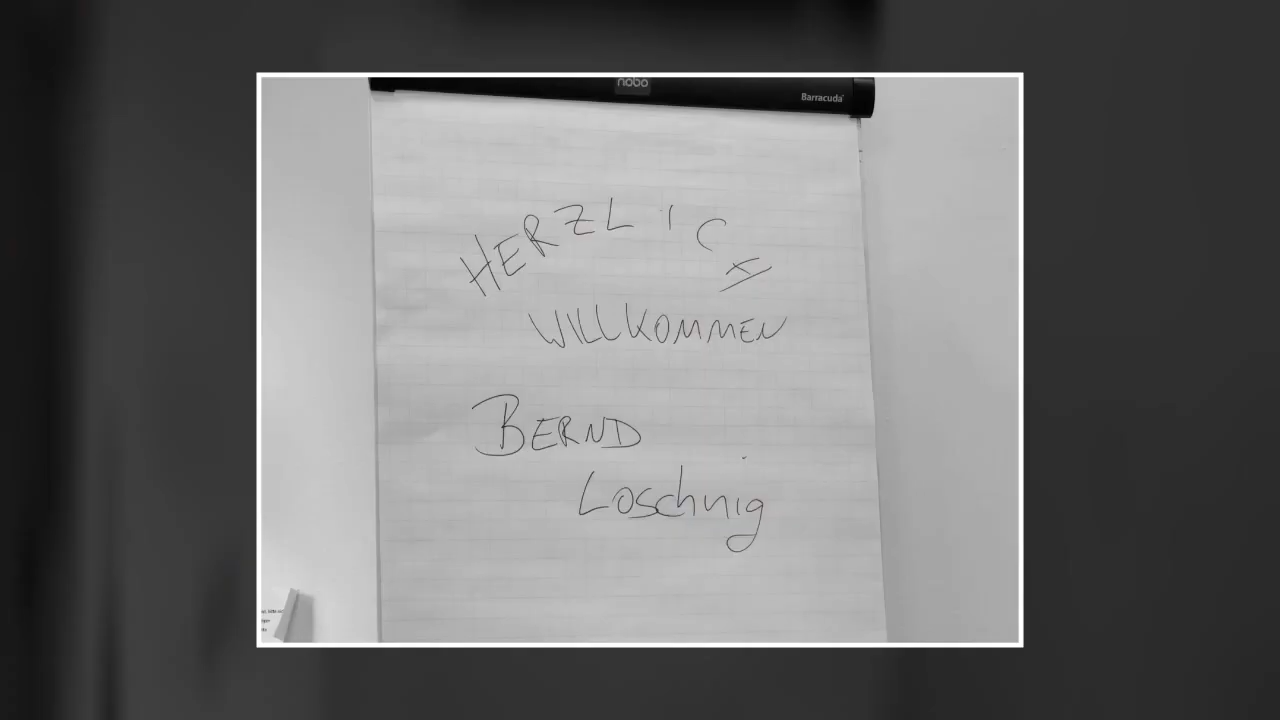 nobo
Barracuda
HERZLICH
WILLKOMMEN
BERND
Loschnig